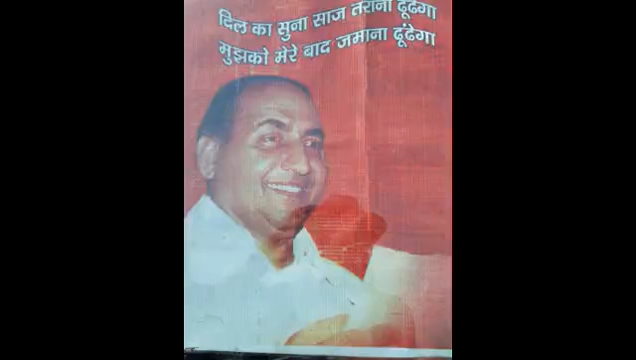 दिल का सुना साज तराना ढूंढेगा
मुझको मेरे बाद जमाना ढूंढेगा